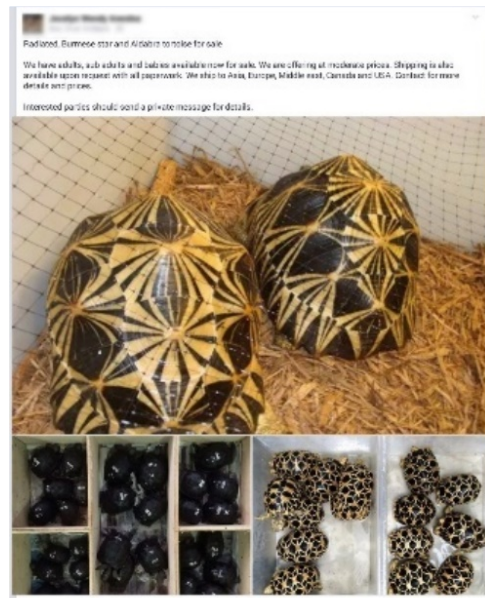 Radiated, Burmese star and Aldabra tortoise for sale
We have adults, sub adults and babies available now for sale. We are offering at moderate prices. Shipping is also
available upon request with all paperwork. We ship to Asia, Europe, Middle east, Canada and USA. Contact for more
details and prices.
Interested parties should send a private message for details.